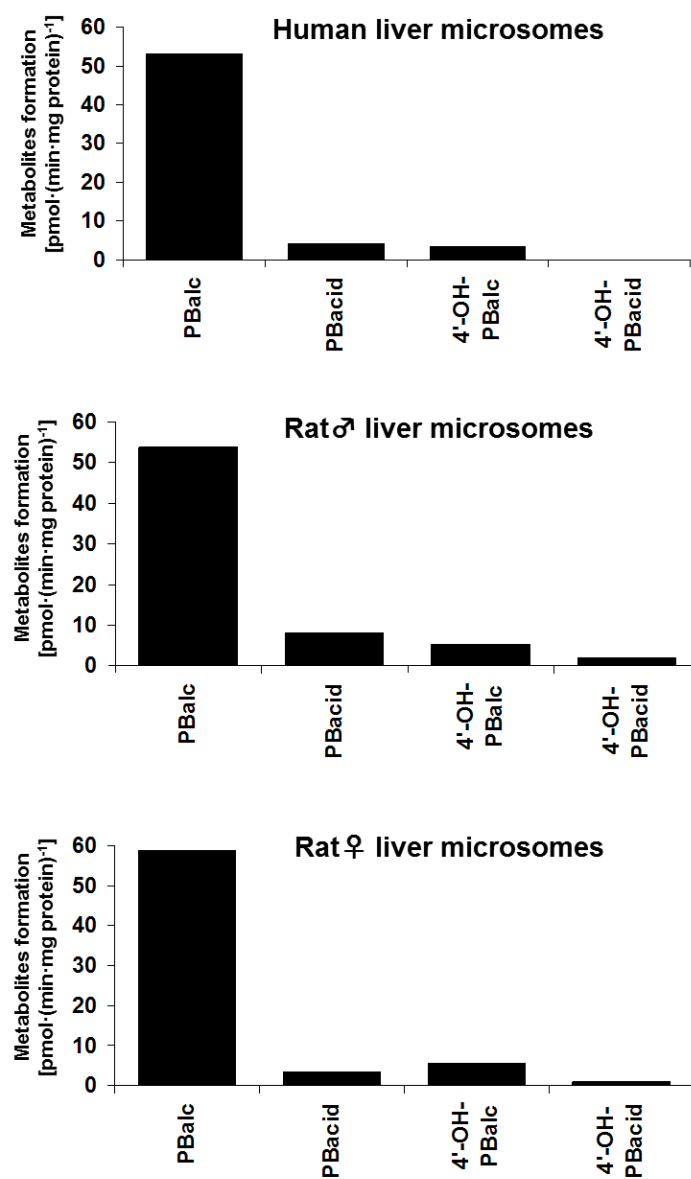 Human liver microsomes
Metabolites formation
[pmol·(min·mg protein)-1]
60
50
40
30
20
10
0
PBalc
PBacid
4'-OH-
PBalc
4'-OH-
PBacid
Rat♂ liver microsomes
Metabolites formation
[pmol·(min·mg protein)-1]
60
50
40
30
20
10
0
PBalc
PBacid
4'-OH-
PBalc
4'-OH-
PBacid
Rat♀ liver microsomes
Metabolites formation
[pmol·(min·mg protein)-1]
60
50
40
30
20
10
0
PBalc
PBacid
4'-OH-
PBalc
4'-OH-
PBacid